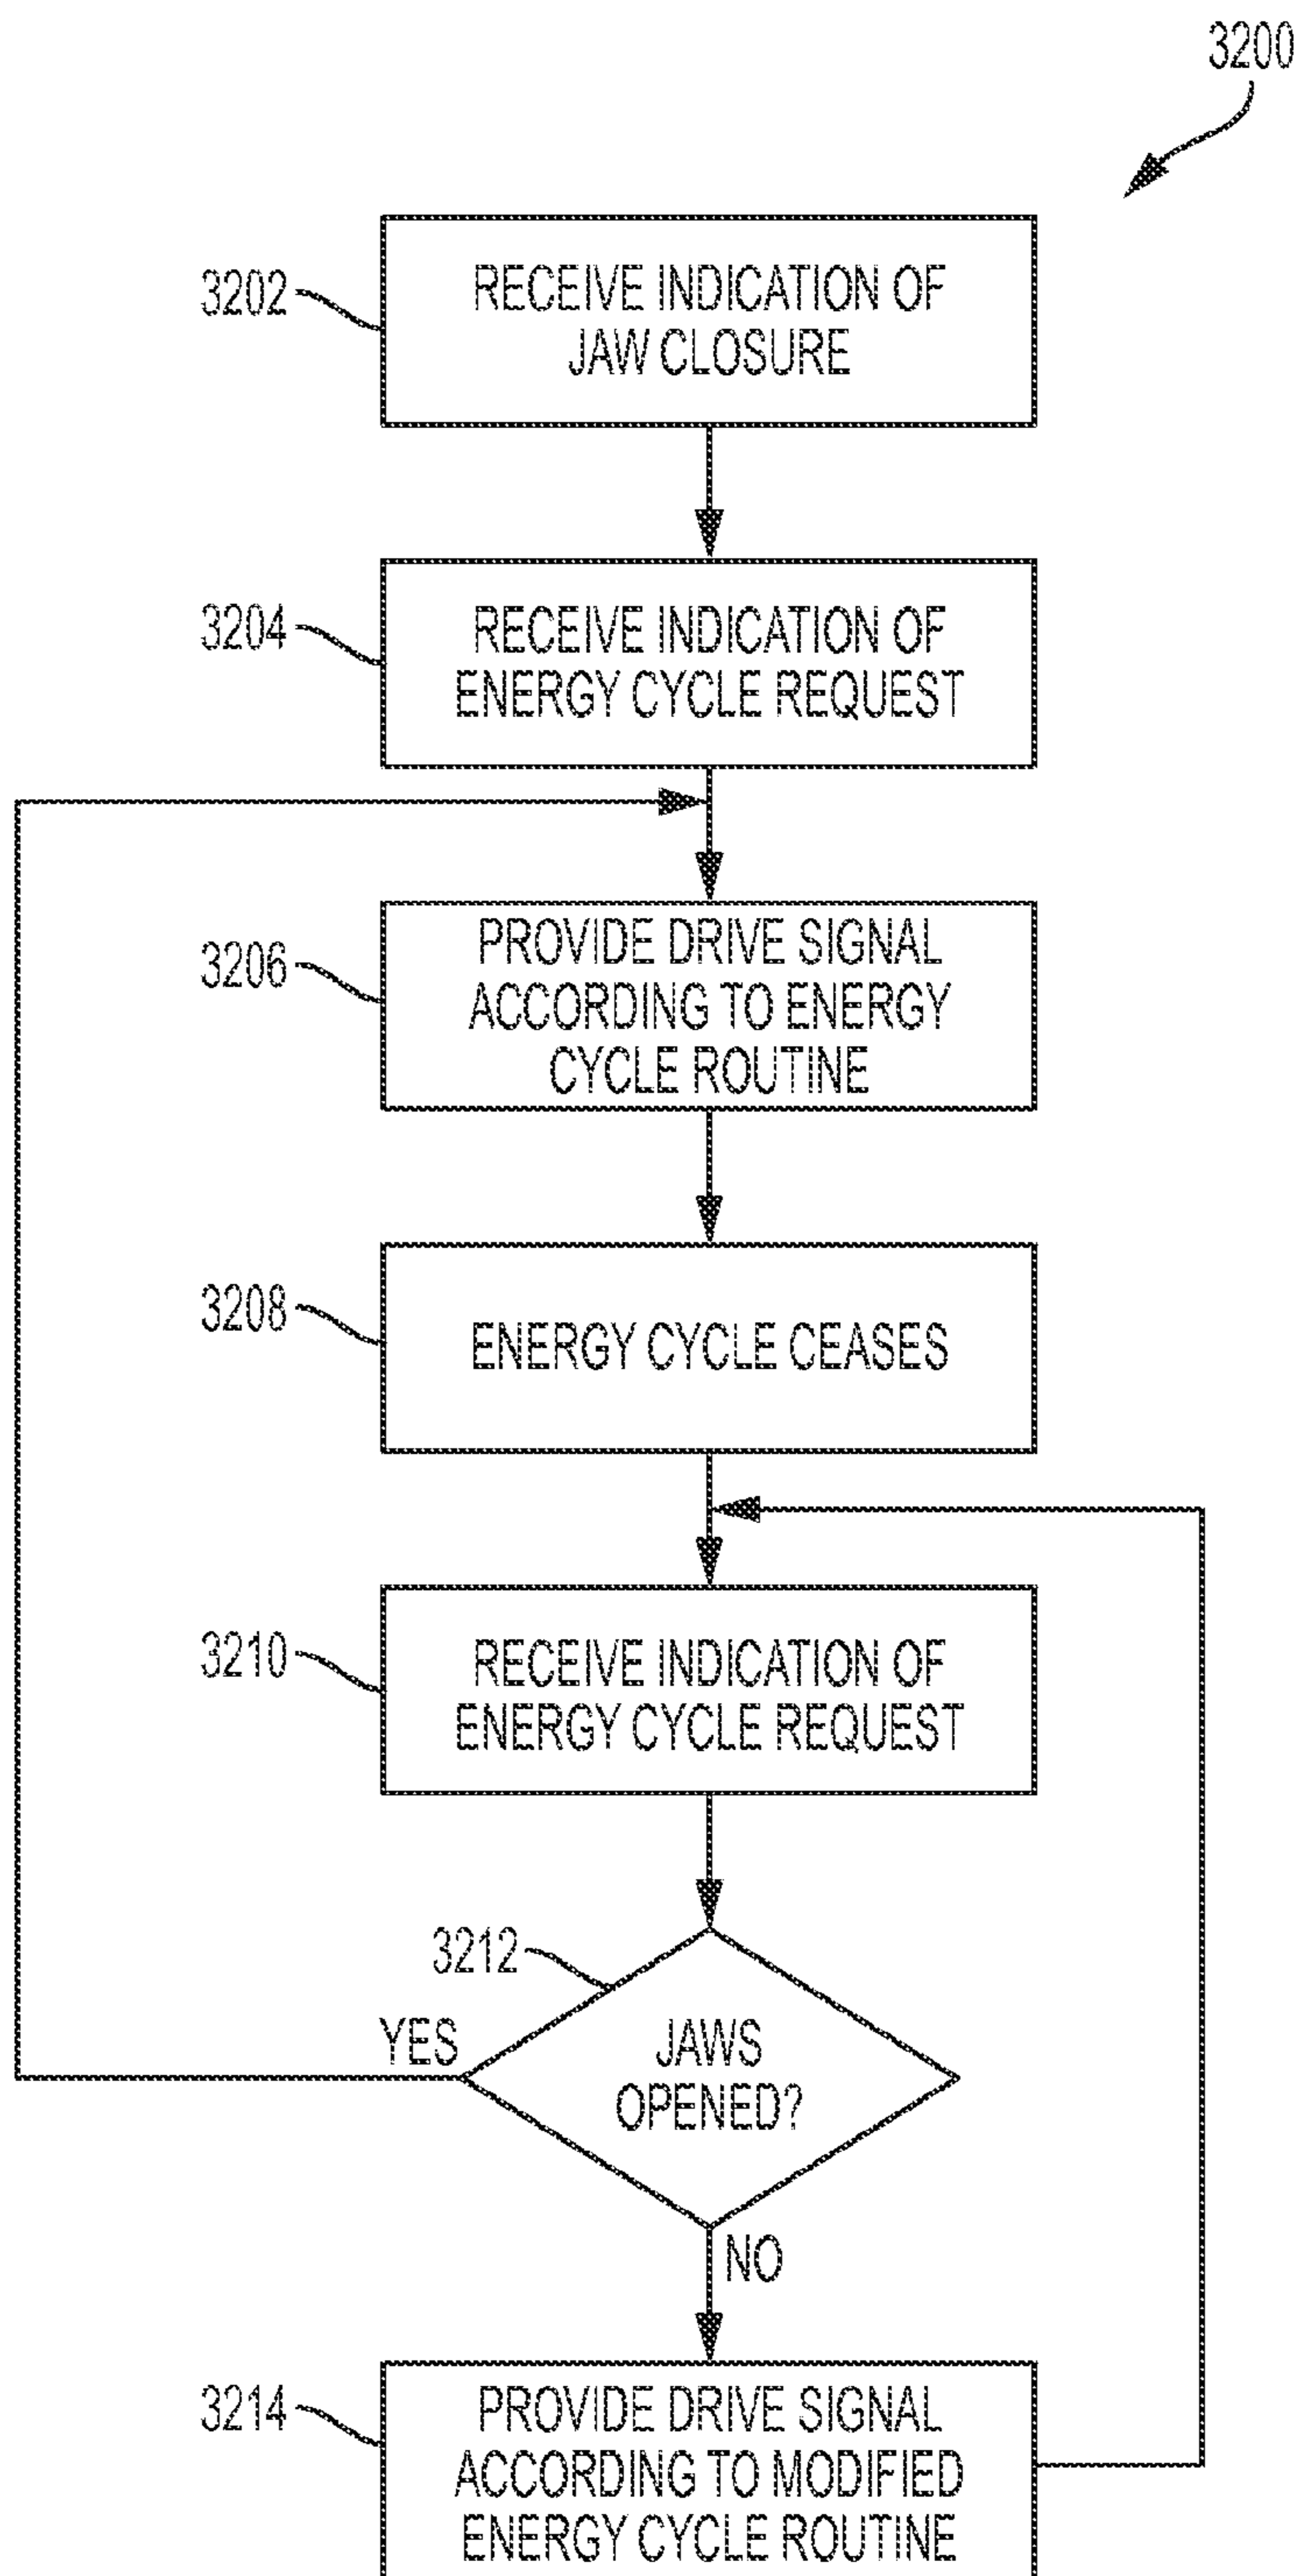 3200
3202
RECEIVE INDICATION OF
JAW CLOSURE
3204
RECEIVE INDICATION OF
ENERGY CYCLE REQUEST
3206
PROVIDE DRIVE SIGNAL
ACCORDING TO ENERGY
CYCLE ROUTINE
3208
ENERGY CYCLE CEASES
3210
RECEIVE INDICATION OF
ENERGY CYCLE REQUEST
3212
YES
JAWS
OPENED?
NO
3214
PROVIDE DRIVE SIGNAL
ACCORDING TO MODIFIED
ENERGY CYCLE ROUTINE